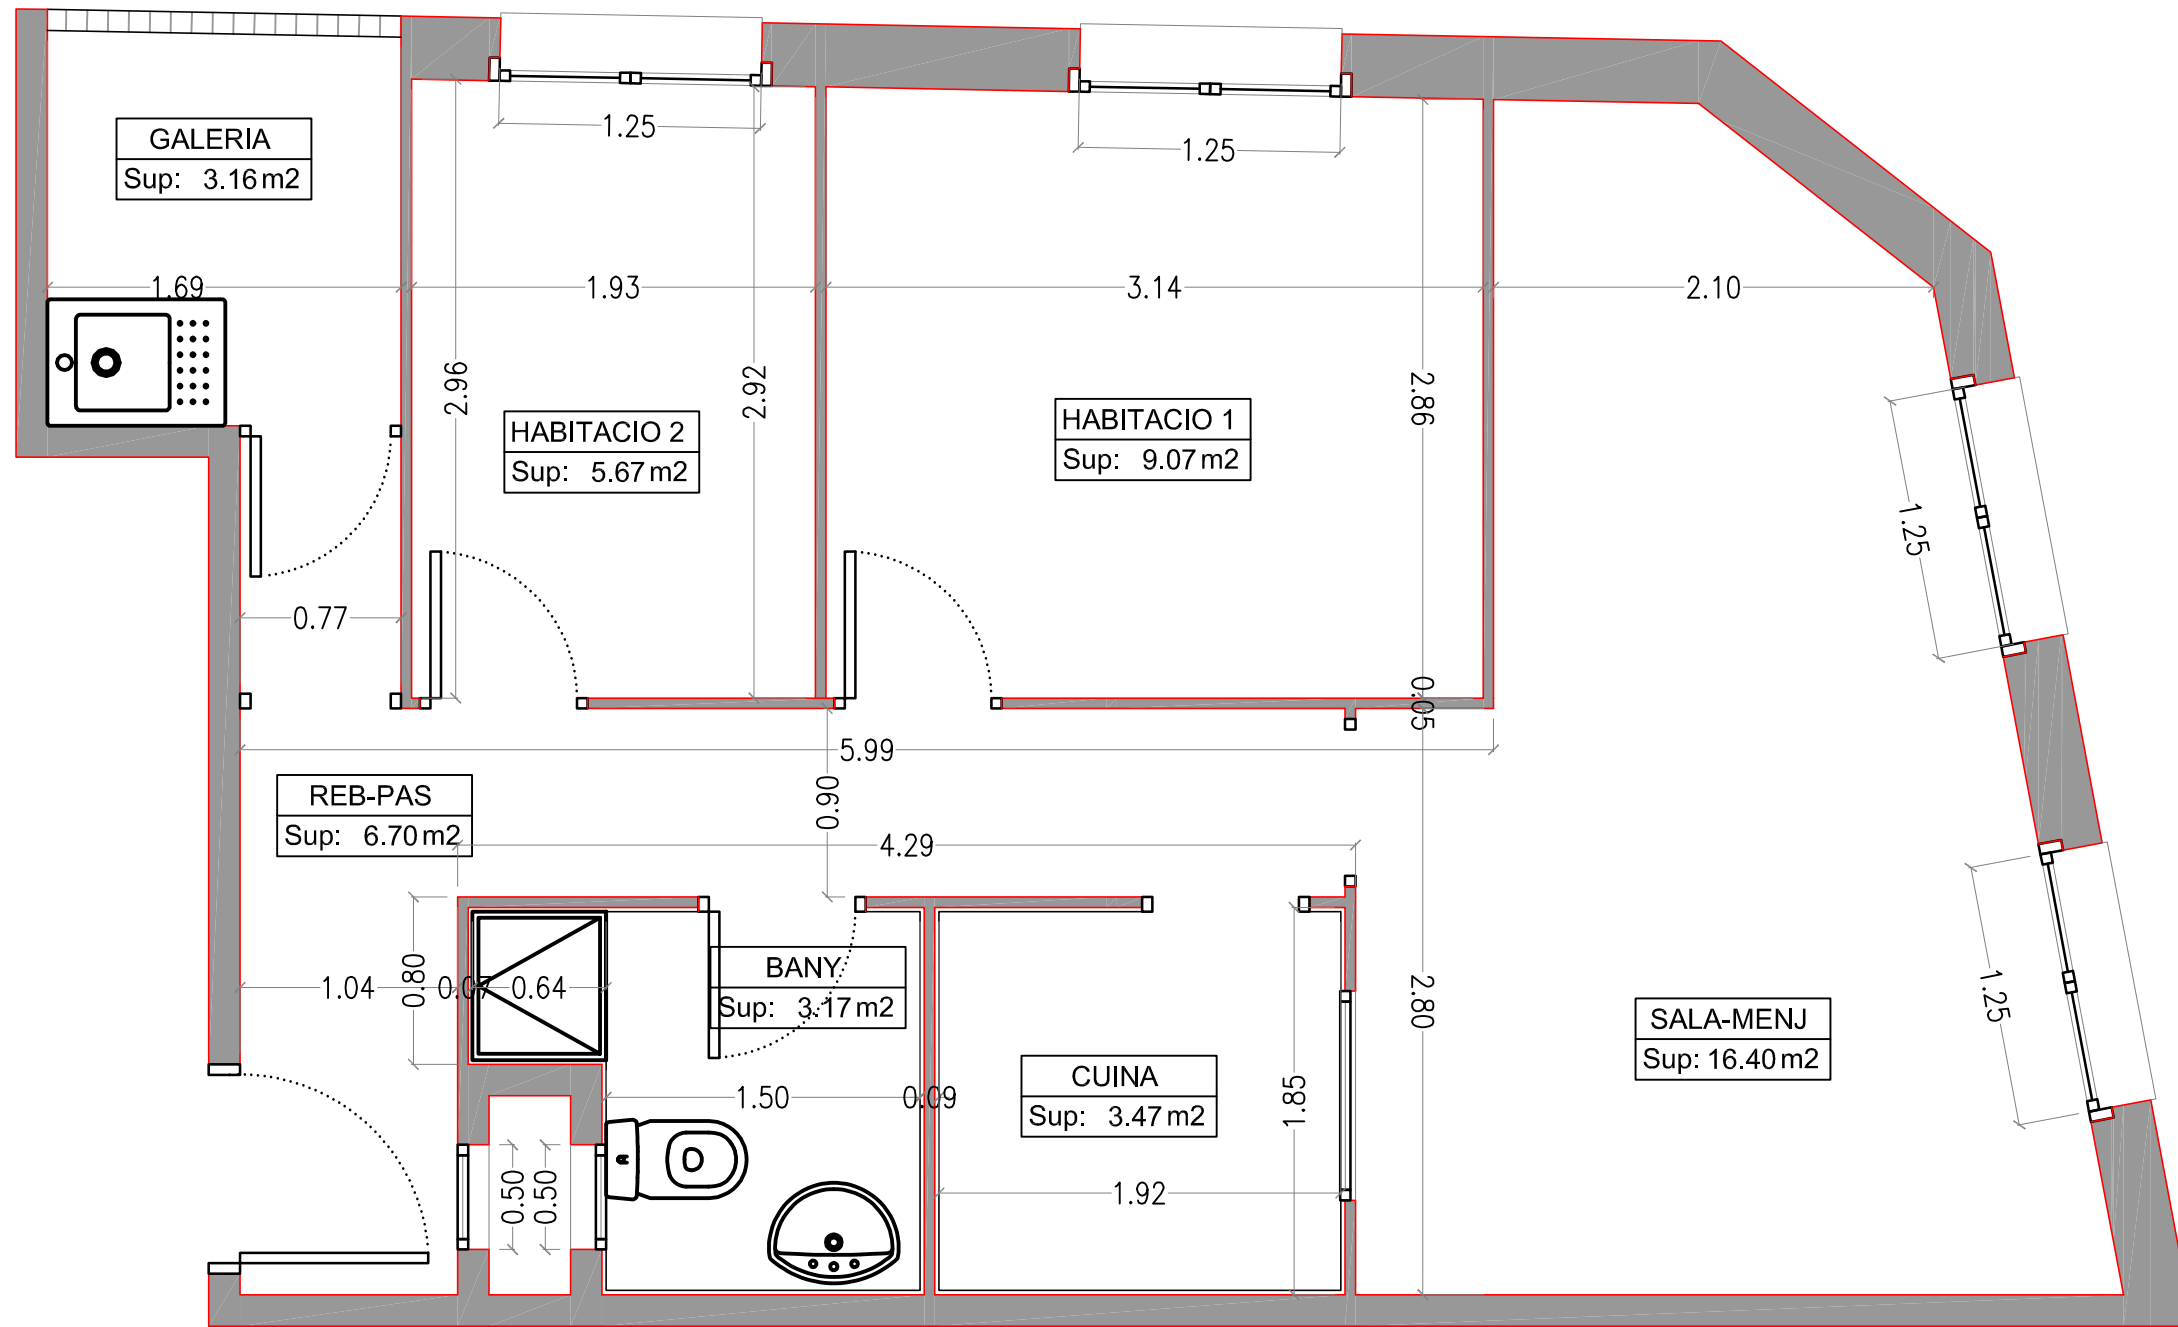 1.25
1.25
GALERIA
Sup: 3.16 m2
1.69
1.93
3.14
2.10
2.96
2.92
2.86
HABITACIO 2
Sup: 5.67 m2
HABITACIO 1
Sup: 9.07 m2
1.25
0.77
0.05
5.99
REB-PAS
Sup: 6.70 m2
0.90
4.29
1.04
0.80
0.07
0.64
BANY
Sup: 3.17 m2
2.80
1.25
SALA-MENJ
Sup: 16.40 m2
CUINA
Sup: 3.47 m2
1.50
0.09
1.85
0.50
0.50
1.92